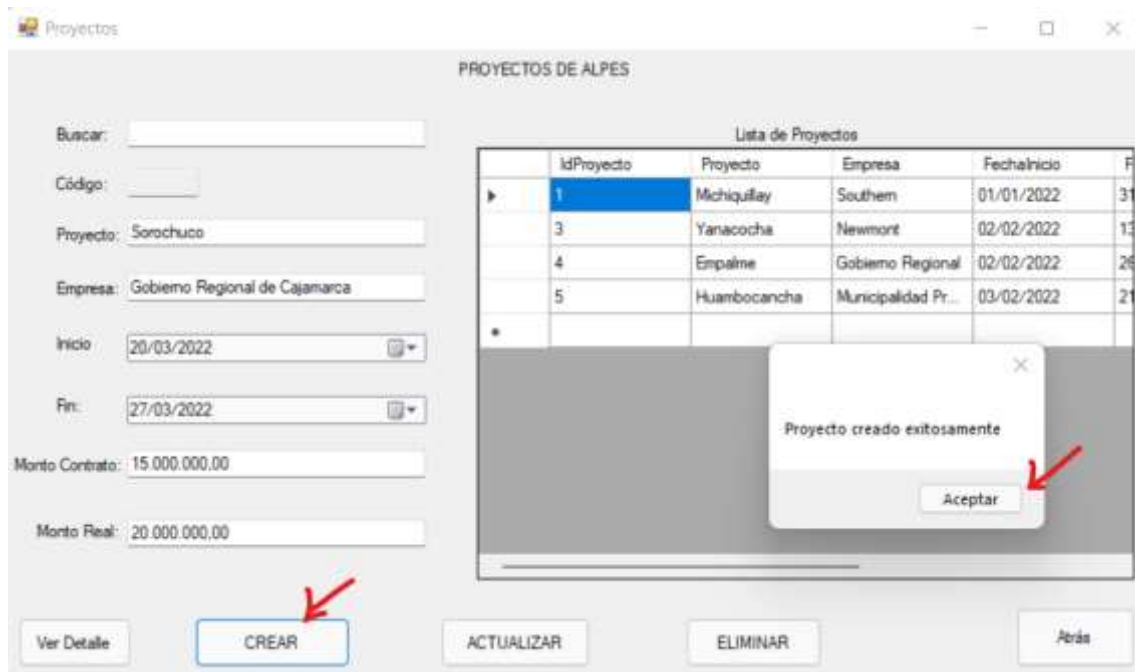 Proyectos
PROYECTOS DE ALPES
Buscar:
Código:
Proyecto: Sorochuco
Empresa: Gobierno Regional de Cajamarca
Inicio 20/03/2022
Fin: 27/03/2022
Monto Contrato: 15.000.000,00
Monto Real: 20.000.000,00
Lista de Proyectos
IdProyecto Proyecto Empresa FechaInicio F
1 Michiquillay Southern 01/01/2022 31
3 Yanacocha Newmont 02/02/2022 13
4 Empalme Gobierno Regional 02/02/2022 26
5 Huambocancha Municipalidad Pr... 03/02/2022 21
Proyecto creado exitosamente
Aceptar
Ver Detalle CREAR ACTUALIZAR ELIMINAR Atrás